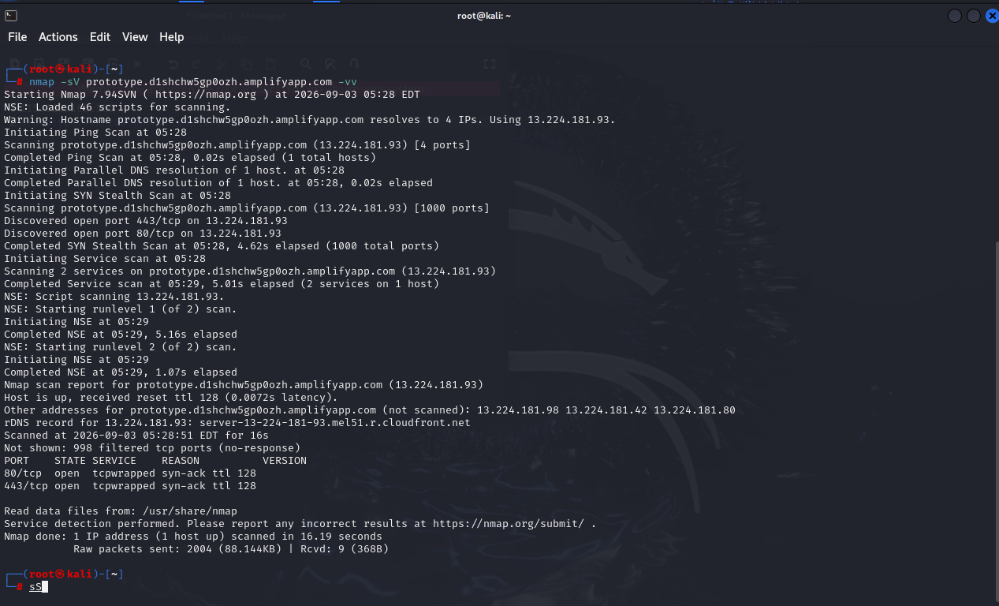 root@kali: ~
File Actions Edit View Help
┌──(root㉿kali)-[~]
└─# nmap -sV prototype.d1shchw5gp0ozh.amplifyapp.com -vv
Starting Nmap 7.94SVN ( https://nmap.org ) at 2026-09-03 05:28 EDT
NSE: Loaded 46 scripts for scanning.
Warning: Hostname prototype.d1shchw5gp0ozh.amplifyapp.com resolves to 4 IPs. Using 13.224.181.93.
Initiating Ping Scan at 05:28
Scanning prototype.d1shchw5gp0ozh.amplifyapp.com (13.224.181.93) [4 ports]
Completed Ping Scan at 05:28, 0.02s elapsed (1 total hosts)
Initiating Parallel DNS resolution of 1 host. at 05:28
Completed Parallel DNS resolution of 1 host. at 05:28, 0.02s elapsed
Initiating SYN Stealth Scan at 05:28
Scanning prototype.d1shchw5gp0ozh.amplifyapp.com (13.224.181.93) [1000 ports]
Discovered open port 443/tcp on 13.224.181.93
Discovered open port 80/tcp on 13.224.181.93
Completed SYN Stealth Scan at 05:28, 4.62s elapsed (1000 total ports)
Initiating Service scan at 05:28
Scanning 2 services on prototype.d1shchw5gp0ozh.amplifyapp.com (13.224.181.93)
Completed Service scan at 05:29, 5.01s elapsed (2 services on 1 host)
NSE: Script scanning 13.224.181.93.
NSE: Starting runlevel 1 (of 2) scan.
Initiating NSE at 05:29
Completed NSE at 05:29, 5.16s elapsed
NSE: Starting runlevel 2 (of 2) scan.
Initiating NSE at 05:29
Completed NSE at 05:29, 1.07s elapsed
Nmap scan report for prototype.d1shchw5gp0ozh.amplifyapp.com (13.224.181.93)
Host is up, received reset ttl 128 (0.0072s latency).
Other addresses for prototype.d1shchw5gp0ozh.amplifyapp.com (not scanned): 13.224.181.98 13.224.181.42 13.224.181.80
rDNS record for 13.224.181.93: server-13-224-181-93.mel51.r.cloudfront.net
Scanned at 2026-09-03 05:28:51 EDT for 16s
Not shown: 998 filtered tcp ports (no-response)
PORT    STATE SERVICE    REASON          VERSION
80/tcp  open  tcpwrapped syn-ack ttl 128
443/tcp open  tcpwrapped syn-ack ttl 128
Read data files from: /usr/share/nmap
Service detection performed. Please report any incorrect results at https://nmap.org/submit/ .
Nmap done: 1 IP address (1 host up) scanned in 16.19 seconds
           Raw packets sent: 2004 (88.144KB) | Rcvd: 9 (368B)
┌──(root㉿kali)-[~]
└─# sS